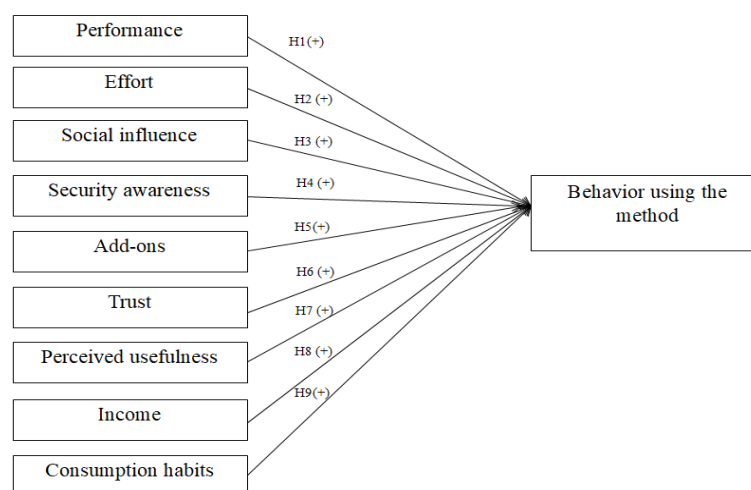 Performance
H1(+)
Effort
H2 (+)
Social influence
H3 (+)
Security awareness
H4 (+)
Behavior using the
method
Add-ons
H5(+)
Trust
H6 (+)
Perceived usefulness
H7 (+)
Income
H8 (+)
Consumption habits
H9(+)